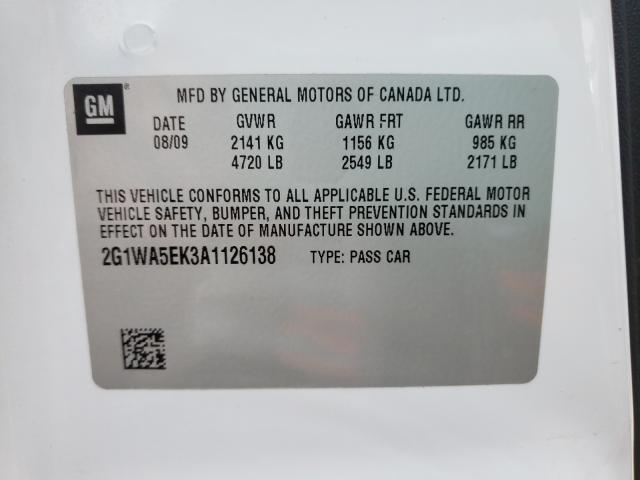 GM®
MFD BY GENERAL MOTORS OF CANADA LTD.
DATE GVWR GAWR FRT GAWR RR
08/09 2141 KG 1156 KG 985 KG
4720 LB 2549 LB 2171 LB
THIS VEHICLE CONFORMS TO ALL APPLICABLE U.S. FEDERAL MOTOR
VEHICLE SAFETY, BUMPER, AND THEFT PREVENTION STANDARDS IN
EFFECT ON THE DATE OF MANUFACTURE SHOWN ABOVE.
2G1WA5EK3A1126138 TYPE: PASS CAR